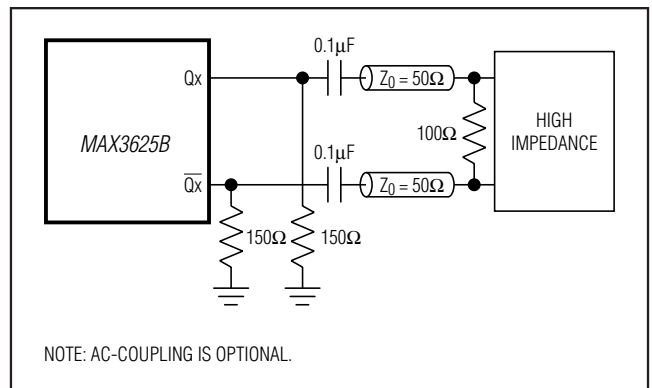 0.1μF
Qx
Z0 = 50Ω
MAX3625B
100Ω
HIGH
IMPEDANCE
0.1μF
Q̅x̅
Z0 = 50Ω
150Ω
150Ω
NOTE: AC-COUPLING IS OPTIONAL.